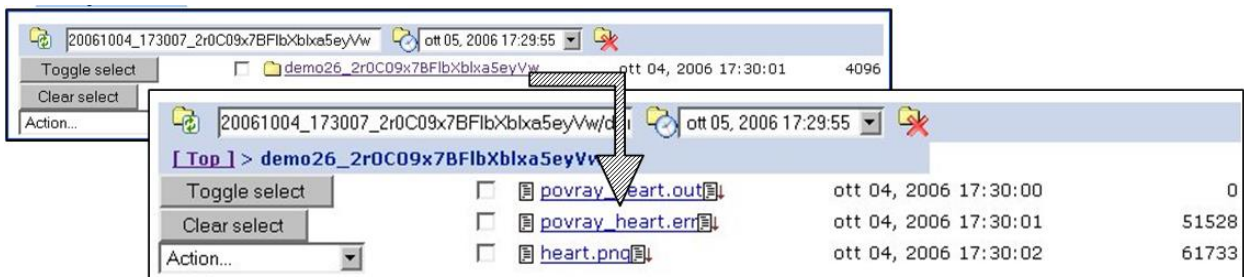 20061004_173007_2r0C09x7BFlbXblxa5eyVw ott 05, 2006 17:29:55
Toggle select demo26_2r0C09x7BFlbXblxa5eyVw ott 04, 2006 17:30:01 4096
Clear select
Action...
20061004_173007_2r0C09x7BFlbXblxa5eyVw/d ott 05, 2006 17:29:55
[ Top ] > demo26_2r0C09x7BFlbXblxa5eyVw
Toggle select povray_heart.out ott 04, 2006 17:30:00 0
Clear select povray_heart.err ott 04, 2006 17:30:01 51528
Action... heart.png ott 04, 2006 17:30:02 61733